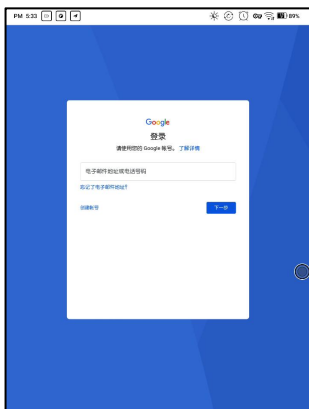 PM 5:33
89%
Google
登录
请使用您的 Google 帐号。 了解详情
电子邮件地址或电话号码
忘记了电子邮件地址?
创建帐号
下一步